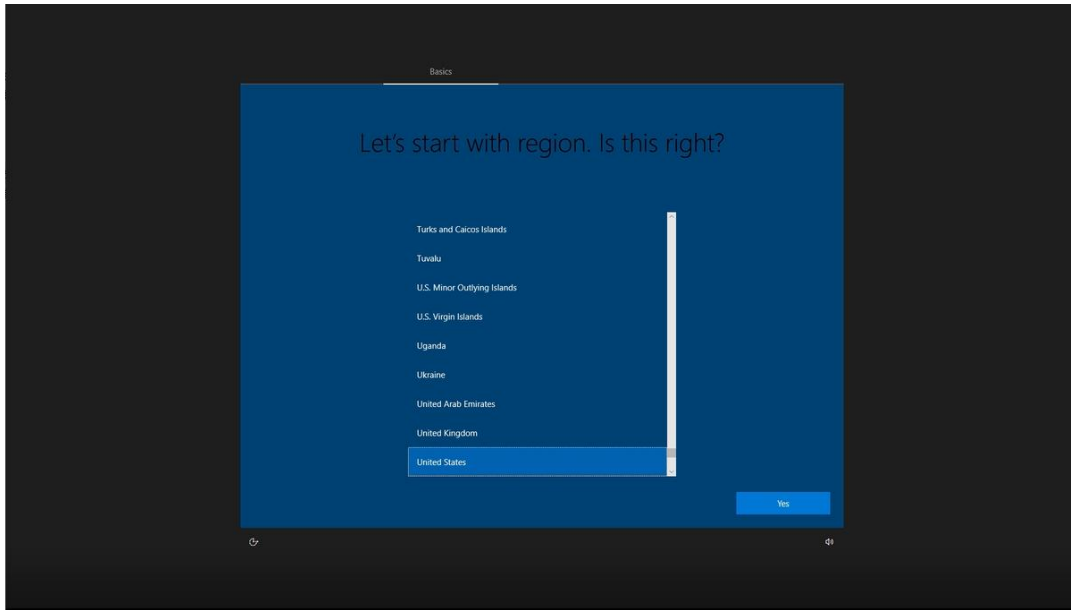 Basics
Let's start with region. Is this right?
Turks and Caicos Islands
Tuvalu
U.S. Minor Outlying Islands
U.S. Virgin Islands
Uganda
Ukraine
United Arab Emirates
United Kingdom
United States
Yes